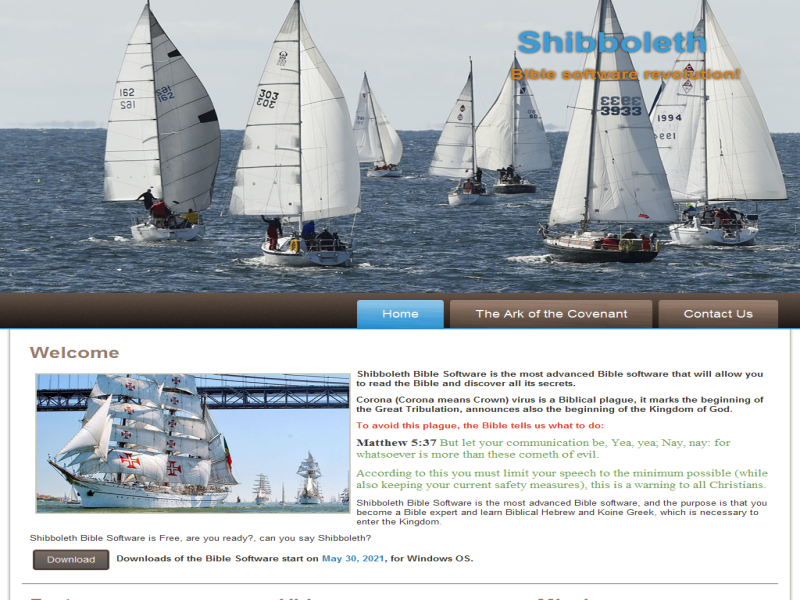 Shibboleth
Bible software revolution!
162
162
303
303
3933
3933
1994
Home
The Ark of the Covenant
Contact Us
Welcome
Shibboleth Bible Software is the most advanced Bible software that will allow you
to read the Bible and discover all its secrets.
Corona (Corona means Crown) virus is a Biblical plague, it marks the beginning of
the Great Tribulation, announces also the beginning of the Kingdom of God.
To avoid this plague, the Bible tells us what to do:
Matthew 5:37 But let your communication be, Yea, yea; Nay, nay: for
whatsoever is more than these cometh of evil.
According to this you must limit your speech to the minimum possible (while
also keeping your current safety measures), this is a warning to all Christians.
Shibboleth Bible Software is the most advanced Bible software, and the purpose is that you
become a Bible expert and learn Biblical Hebrew and Koine Greek, which is necessary to
enter the Kingdom.
Shibboleth Bible Software is Free, are you ready?, can you say Shibboleth?
Download
Downloads of the Bible Software start on May 30, 2021, for Windows OS.